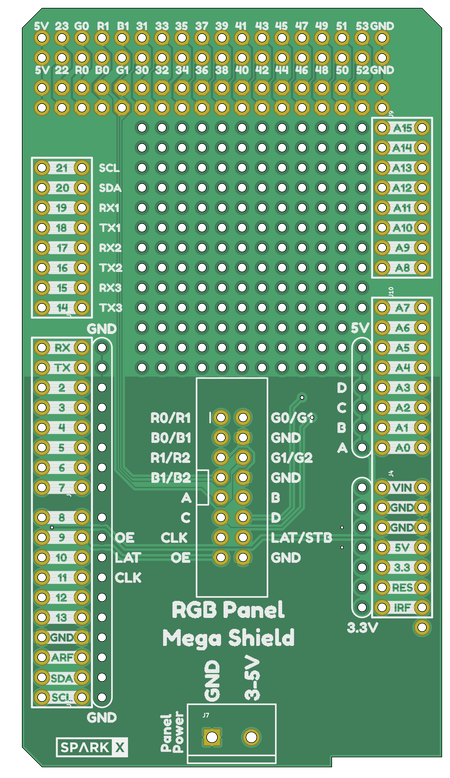 5V 23 G0 R1 B1 31 33 35 37 39 41 43 45 47 49 51 53 GND
5V 22 R0 B0 G1 30 32 34 36 38 40 42 44 46 48 50 52 GND
A15
A14
21 SCL A13
20 SDA A12
19 RX1 A11
18 TX1 A10
17 RX2 A9
16 TX2 A8
15 RX3
J10
14 TX3 A7
GND 5V A6
RX A5
TX A4
2 D A3
3 C A2
4 R0/R1 G0/G1 B A1
5 B0/B1 GND A A0
6 R1/R2 G1/G2
7 B1/B2 GND VIN
A B GND
8 C D GND
9 OE CLK LAT/STB 5V
10 LAT OE GND 3.3
11 CLK RES
12 IRF
13 RGB Panel 3.3V
GND Mega Shield
ARF
SDA GND 3-5V
SCL
GND
J7
Panel
Power
SPARK X